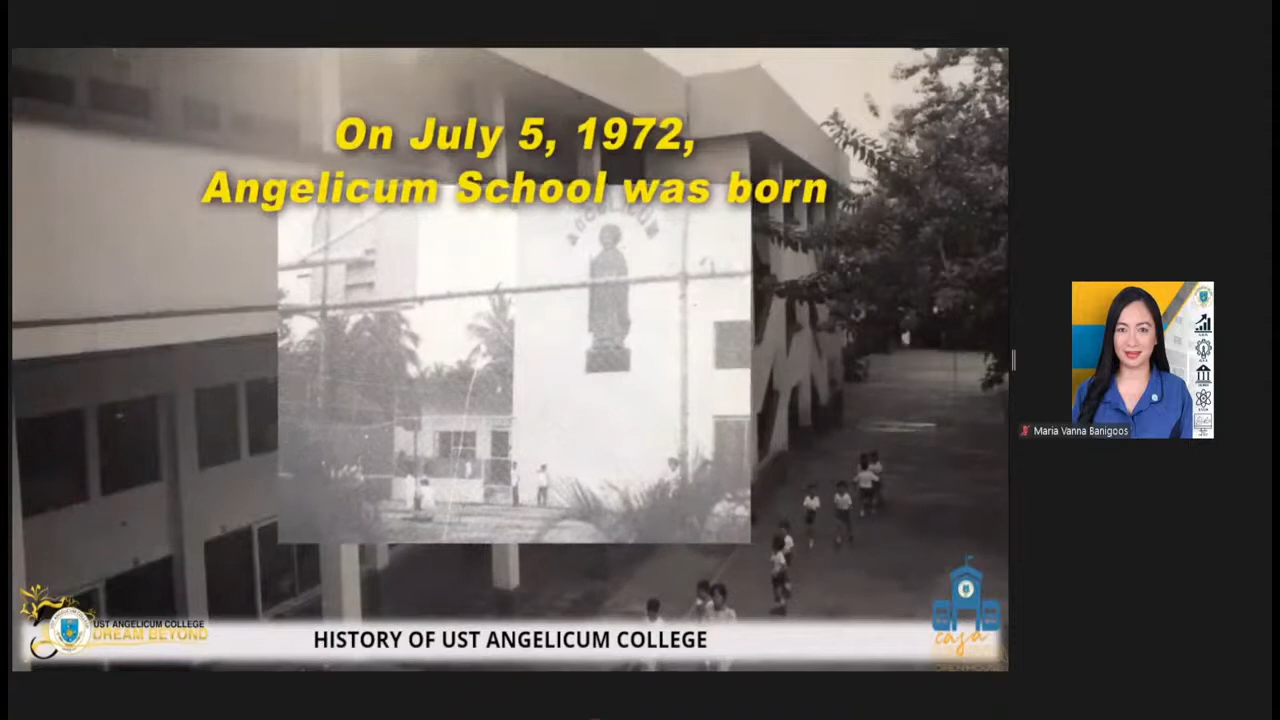 On July 5, 1972,
Angelicum School was born
UST ANGELICUM COLLEGE
DREAM BEYOND
HISTORY OF UST ANGELICUM COLLEGE
casa
Maria Vanna Banigoos